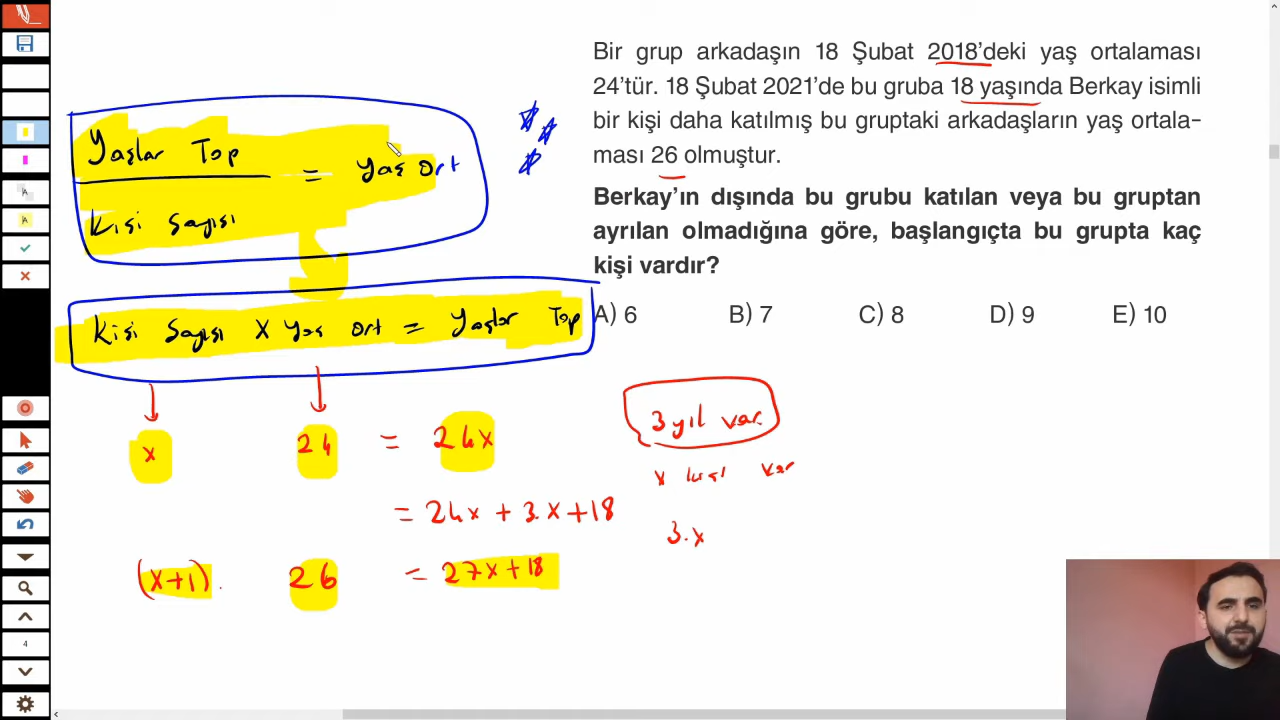 Bir grup arkadaşın 18 Şubat 2018'deki yaş ortalaması
24'tür. 18 Şubat 2021'de bu gruba 18 yaşında Berkay isimli
bir kişi daha katılmış bu gruptaki arkadaşların yaş ortala-
ması 26 olmuştur.
Berkay'ın dışında bu grubu katılan veya bu gruptan
ayrılan olmadığına göre, başlangıçta bu grupta kaç
kişi vardır?
A) 6 B) 7 C) 8 D) 9 E) 10
Yaşlar Top
= yaş ort
Kişi sayısı
Kişi sayısı X Yaş ort = Yaşlar Top
x 24 = 24x
= 24x + 3.x + 18
(x+1). 26 = 27x + 18
3 yıl var.
x kişi var
3.x
4